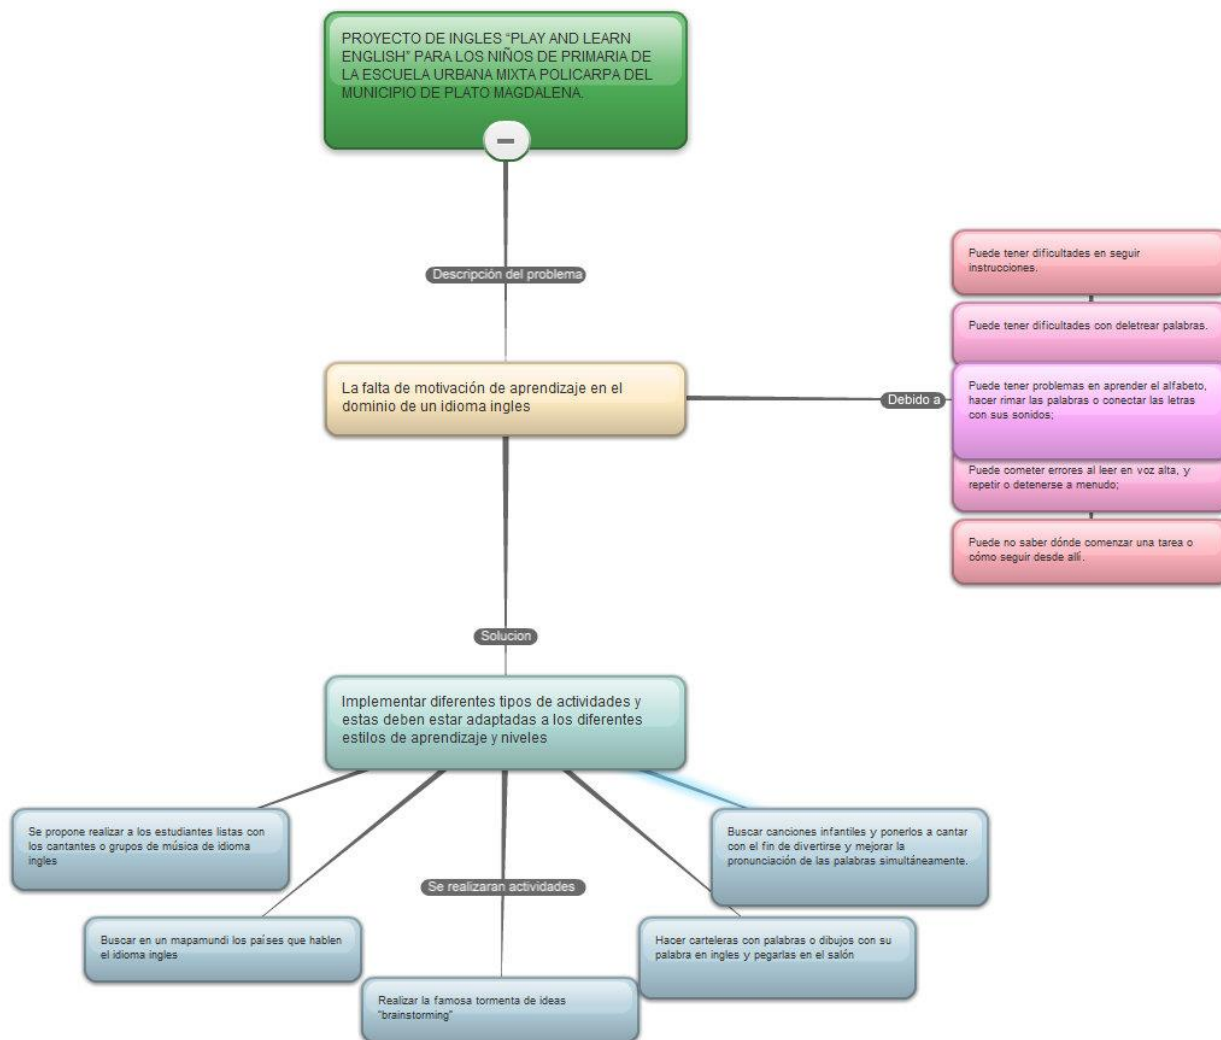 PROYECTO DE INGLES “PLAY AND LEARN
ENGLISH” PARA LOS NIÑOS DE PRIMARIA DE
LA ESCUELA URBANA MIXTA POLICARPA DEL
MUNICIPIO DE PLATO MAGDALENA.
Descripción del problema
La falta de motivación de aprendizaje en el
dominio de un idioma ingles
Debido a
Puede tener dificultades en seguir
instrucciones.
Puede tener dificultades con deletrear palabras.
Puede tener problemas en aprender el alfabeto,
hacer rimar las palabras o conectar las letras
con sus sonidos;
Puede cometer errores al leer en voz alta, y
repetir o detenerse a menudo;
Puede no saber dónde comenzar una tarea o
cómo seguir desde allí.
Solucion
Implementar diferentes tipos de actividades y
estas deben estar adaptadas a los diferentes
estilos de aprendizaje y niveles
Se realizaran actividades
Se propone realizar a los estudiantes listas con
los cantantes o grupos de música de idioma
ingles
Buscar en un mapamundi los países que hablen
el idioma ingles
Realizar la famosa tormenta de ideas
“brainstorming”
Hacer carteleras con palabras o dibujos con su
palabra en ingles y pegarlas en el salón
Buscar canciones infantiles y ponerlos a cantar
con el fin de divertirse y mejorar la
pronunciación de las palabras simultáneamente.